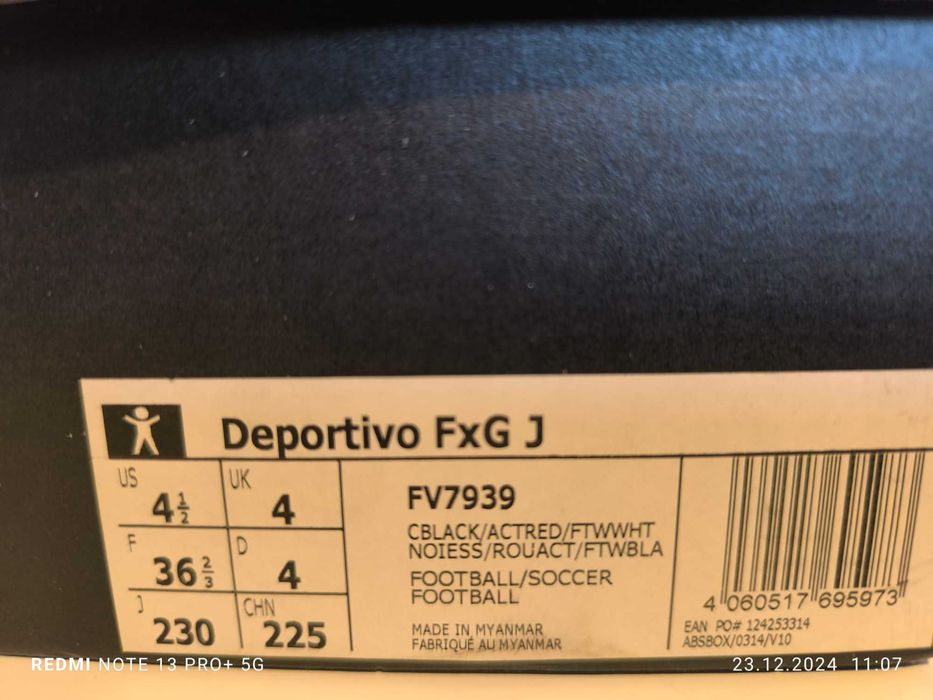 Deportivo FxG J
US 4½ UK 4
F 36⅔ D 4
J 230 CHN 225
FV7939
CBLACK/ACTRED/FTWWHT
NOIESS/ROUACT/FTWBLA
FOOTBALL/SOCCER
FOOTBALL
MADE IN MYANMAR
FABRIQUÉ AU MYANMAR
4 060517 695973
EAN PO# 124253314
ABSBOX/0314/V10
REDMI NOTE 13 PRO+ 5G
23.12.2024 11:07